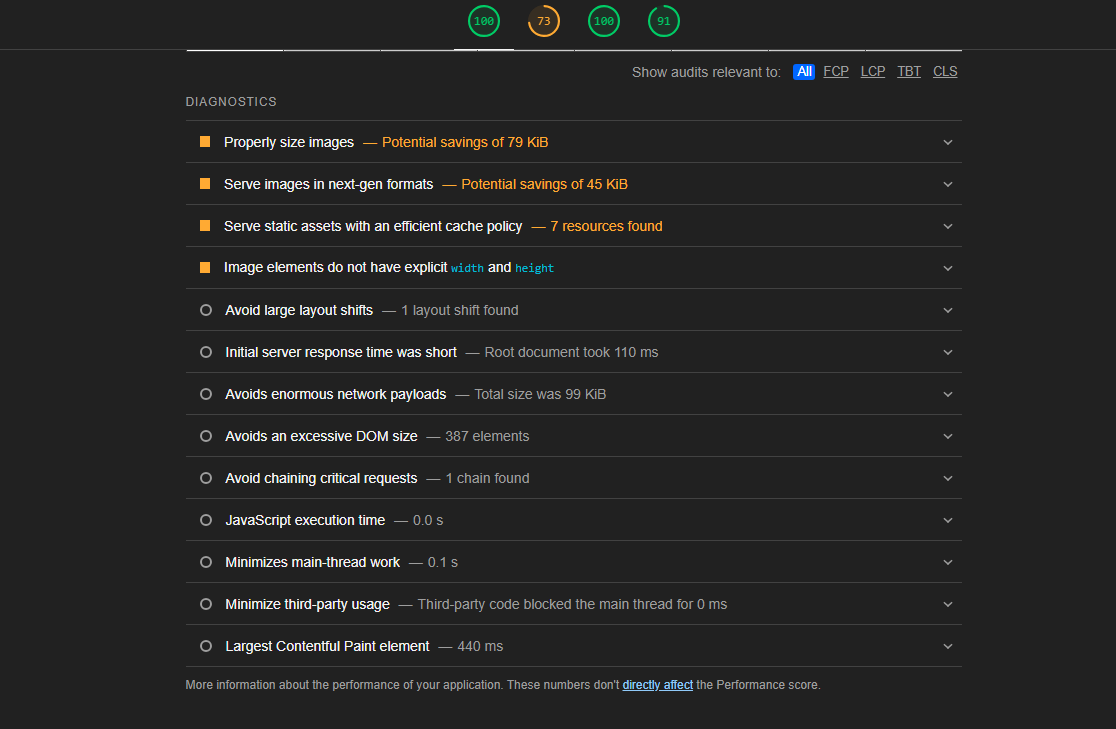 100 73 100 91
Show audits relevant to: All FCP LCP TBT CLS
DIAGNOSTICS
Properly size images — Potential savings of 79 KiB
Serve images in next-gen formats — Potential savings of 45 KiB
Serve static assets with an efficient cache policy — 7 resources found
Image elements do not have explicit width and height
Avoid large layout shifts — 1 layout shift found
Initial server response time was short — Root document took 110 ms
Avoids enormous network payloads — Total size was 99 KiB
Avoids an excessive DOM size — 387 elements
Avoid chaining critical requests — 1 chain found
JavaScript execution time — 0.0 s
Minimizes main-thread work — 0.1 s
Minimize third-party usage — Third-party code blocked the main thread for 0 ms
Largest Contentful Paint element — 440 ms
More information about the performance of your application. These numbers don't directly affect the Performance score.